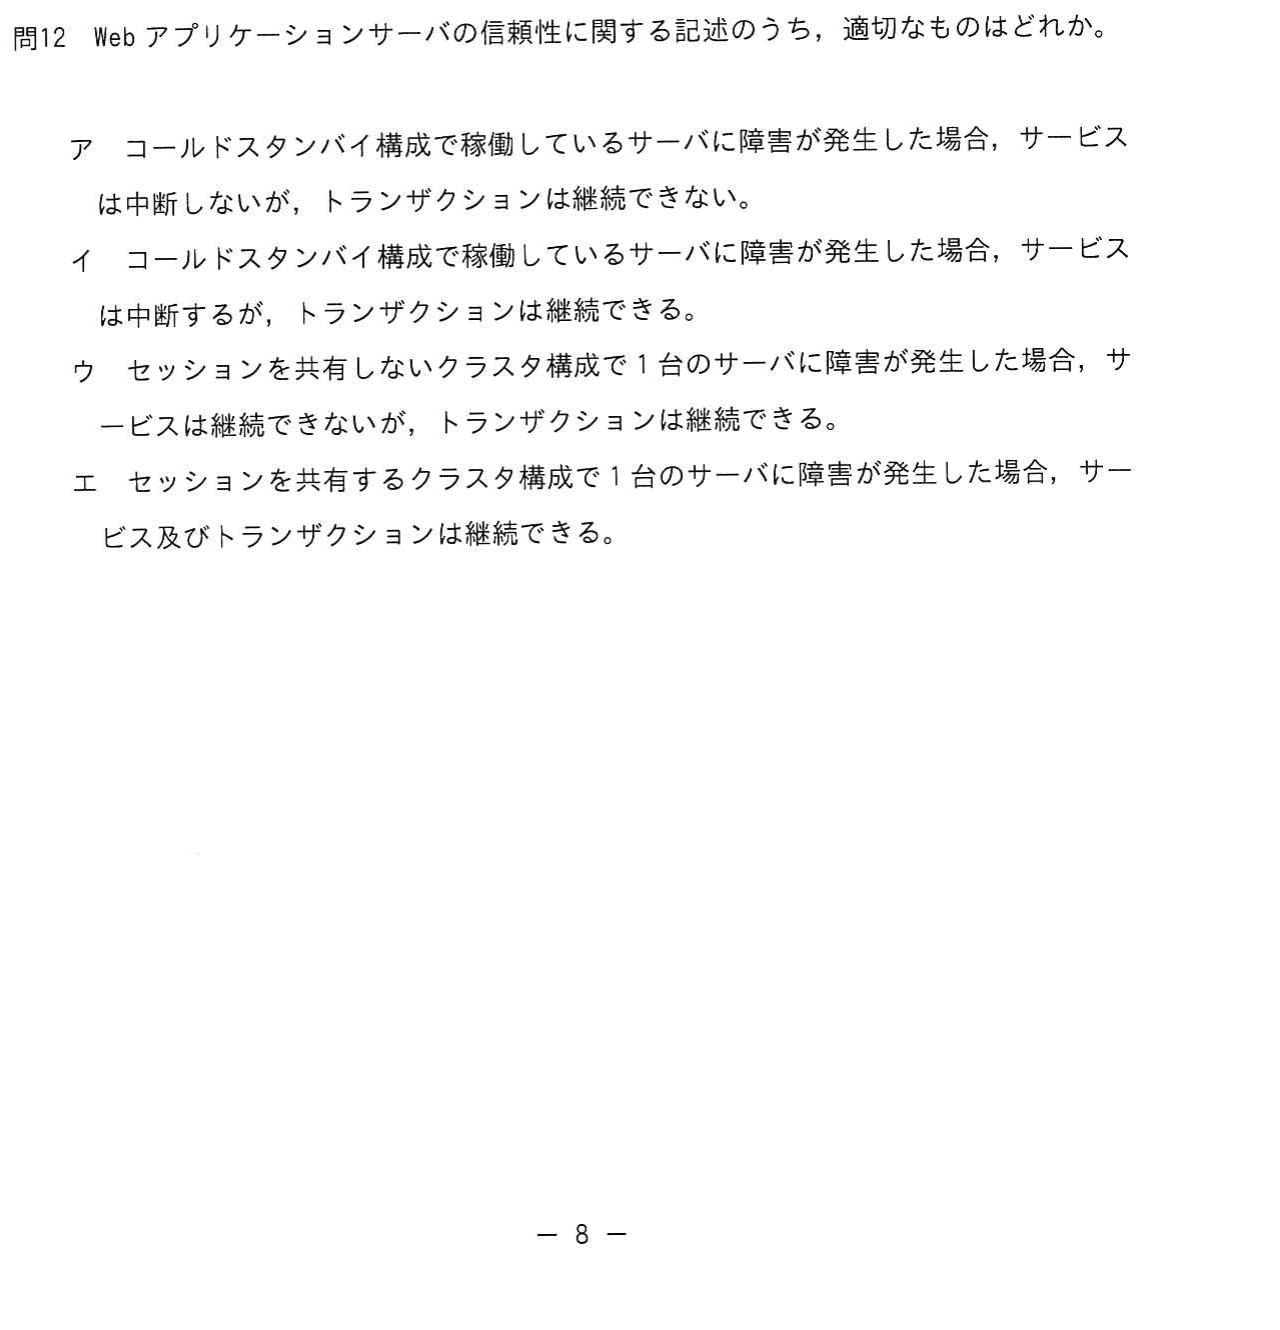 問12 Web アプリケーションサーバの信頼性に関する記述のうち，適切なものはどれか。
ア コールドスタンバイ構成で稼働しているサーバに障害が発生した場合，サービス
は中断しないが，トランザクションは継続できない。
イ コールドスタンバイ構成で稼働しているサーバに障害が発生した場合，サービス
は中断するが，トランザクションは継続できる。
ウ セッションを共有しないクラスタ構成で1台のサーバに障害が発生した場合，サ
ービスは継続できないが，トランザクションは継続できる。
エ セッションを共有するクラスタ構成で1台のサーバに障害が発生した場合，サー
ビス及びトランザクションは継続できる。
― 8 ―